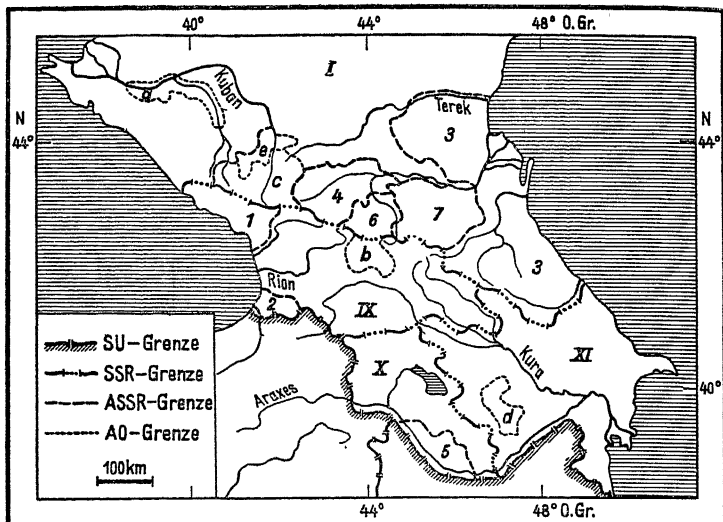 40° 44° 48° O.Gr.
I
Kuban
Terek
a
3
N 44°
44° N
e
c
4
6
7
1
b
3
Rion
2
IX
XI
SU-Grenze
SSR-Grenze
ASSR-Grenze
AO-Grenze
100km
X
Kura
40°
Araxes
d
5
44° 48° O.Gr.